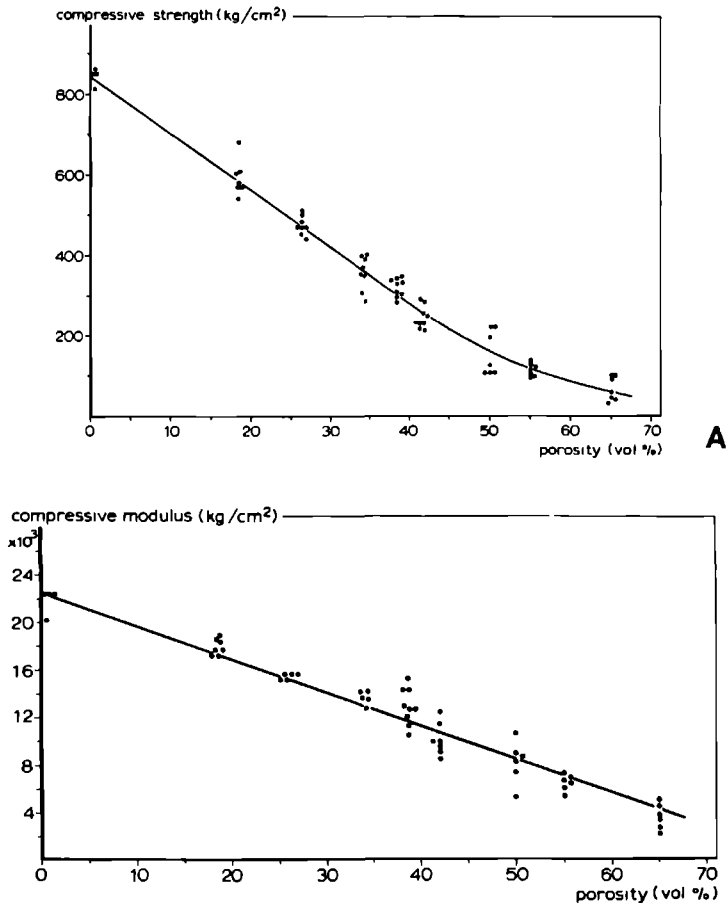 compressive strength (kg/cm²)
800
600
400
200
0 10 20 30 40 50 60 70
porosity (vol %)
A
compressive modulus (kg/cm²)
×10³
24
20
16
12
8
4
0 10 20 30 40 50 60 70
porosity (vol %)